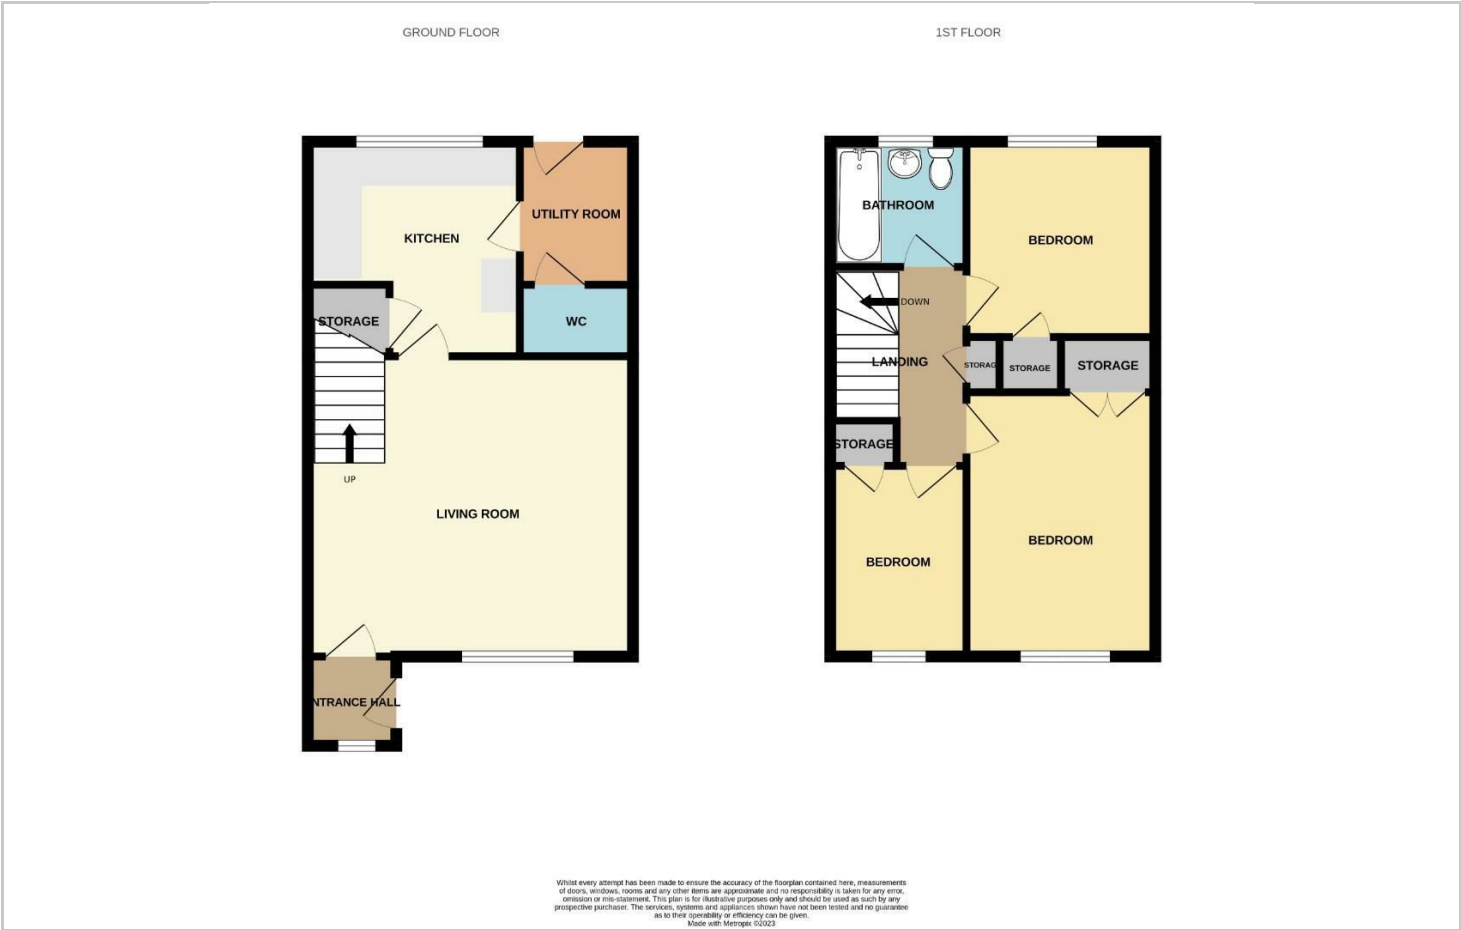 GROUND FLOOR
1ST FLOOR
KITCHEN
UTILITY ROOM
STORAGE
WC
UP
LIVING ROOM
NTRANCE HALL
BATHROOM
BEDROOM
DOWN
LANDING
STORAG
STORAGE
STORAGE
STORAGE
BEDROOM
BEDROOM
Whilst every attempt has been made to ensure the accuracy of the floorplan contained here, measurements
of doors, windows, rooms and any other items are approximate and no responsibility is taken for any error,
omission or mis-statement. This plan is for illustrative purposes only and should be used as such by any
prospective purchaser. The services, systems and appliances shown have not been tested and no guarantee
as to their operability or efficiency can be given.
Made with Metropix ©2023